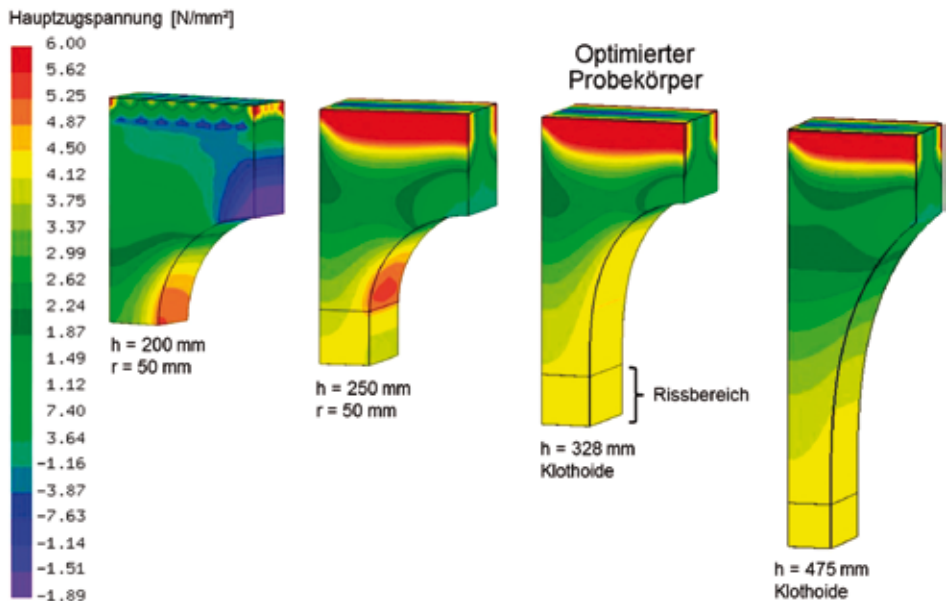 Hauptzugspannung [N/mm²]
6.00
5.62
5.25
4.87
4.50
4.12
3.75
3.37
2.99
2.62
2.24
1.87
1.49
1.12
7.40
3.64
−1.16
−3.87
−7.63
−1.14
−1.51
−1.89
h = 200 mm
r = 50 mm
h = 250 mm
r = 50 mm
Optimierter
Probekörper
Rissbereich
h = 328 mm
Klothoide
h = 475 mm
Klothoide